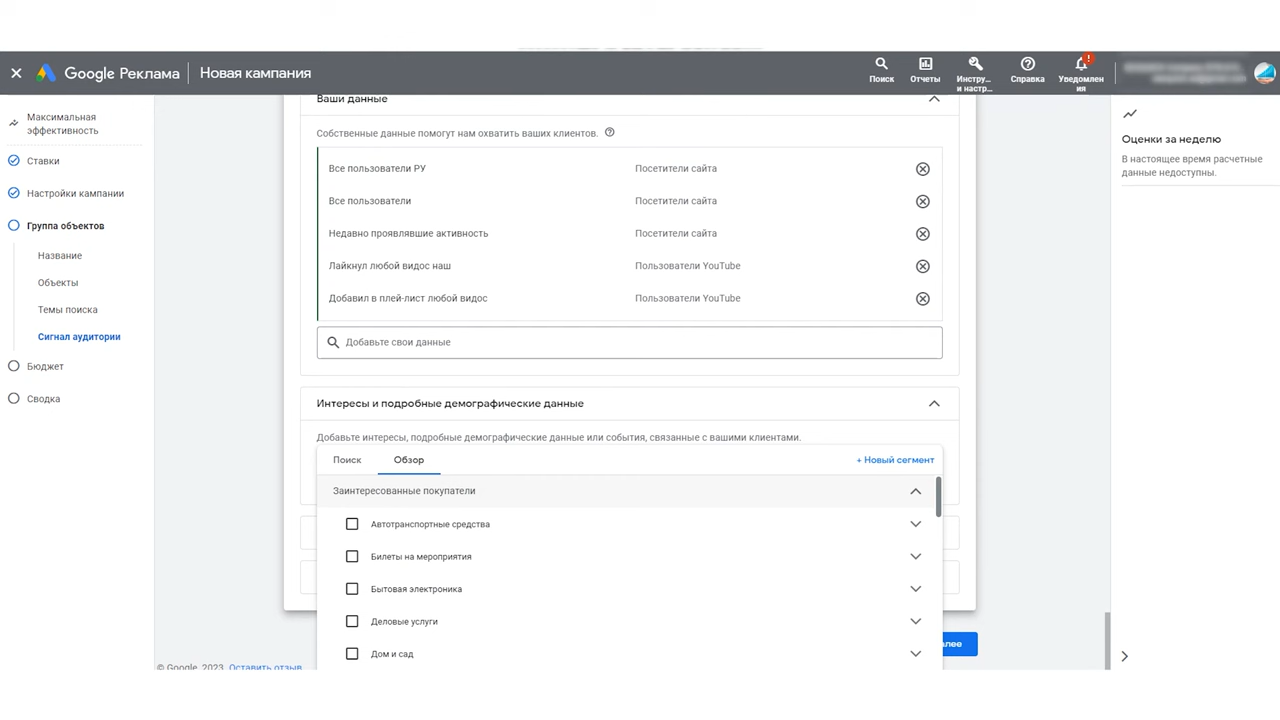 Google Реклама
Новая кампания
Поиск
Отчеты
Инстру...
и настр...
Справка
Уведомлен
ия
!
Максимальная
эффективность
Ставки
Настройки кампании
Группа объектов
Название
Объекты
Темы поиска
Сигнал аудитории
Бюджет
Сводка
Ваши данные
Собственные данные помогут нам охватить ваших клиентов.
Все пользователи РУ Посетители сайта
Все пользователи Посетители сайта
Недавно проявлявшие активность Посетители сайта
Лайкнул любой видос наш Пользователи YouTube
Добавил в плей-лист любой видос Пользователи YouTube
Добавьте свои данные
Интересы и подробные демографические данные
Добавьте интересы, подробные демографические данные или события, связанные с вашими клиентами.
Поиск Обзор + Новый сегмент
Заинтересованные покупатели
Автотранспортные средства
Билеты на мероприятия
Бытовая электроника
Деловые услуги
Дом и сад
лее
© Google, 2023. Оставить отзыв
Оценки за неделю
В настоящее время расчетные
данные недоступны.